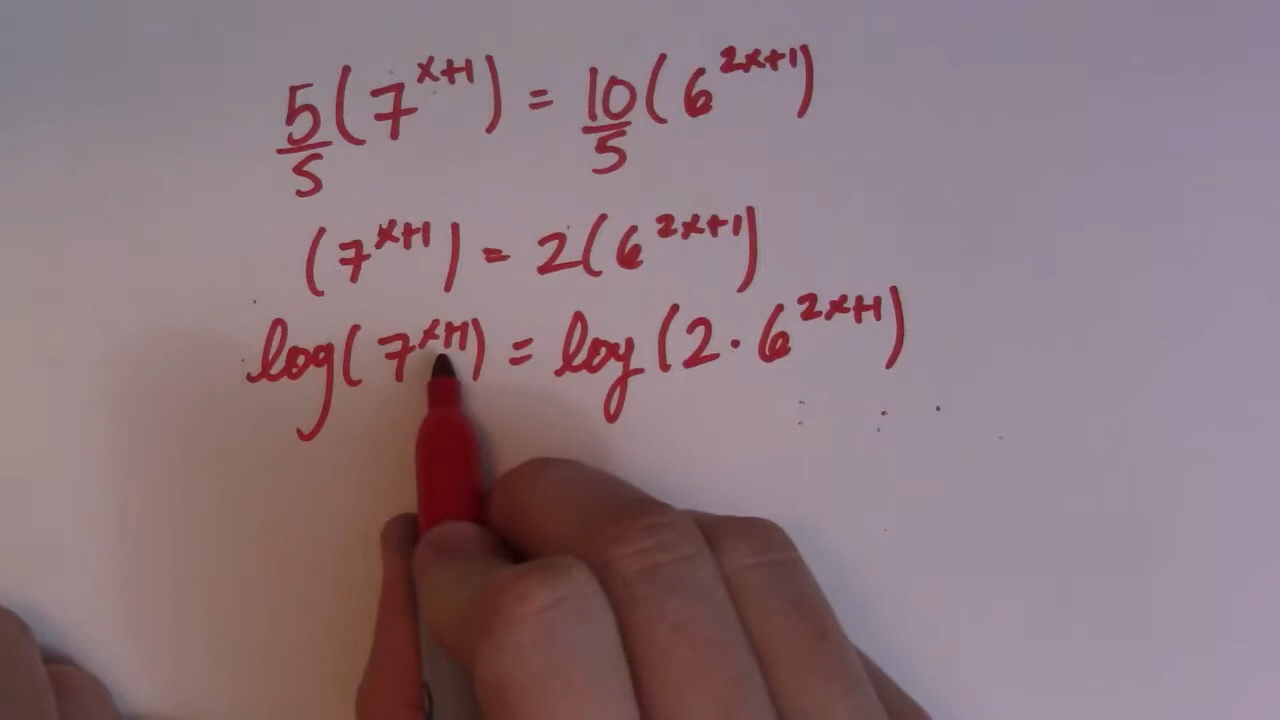 5/5 (7^{x+1}) = 10/5 (6^{2x+1})
(7^{x+1}) = 2(6^{2x+1})
log(7^{x+1}) = log(2 · 6^{2x+1})